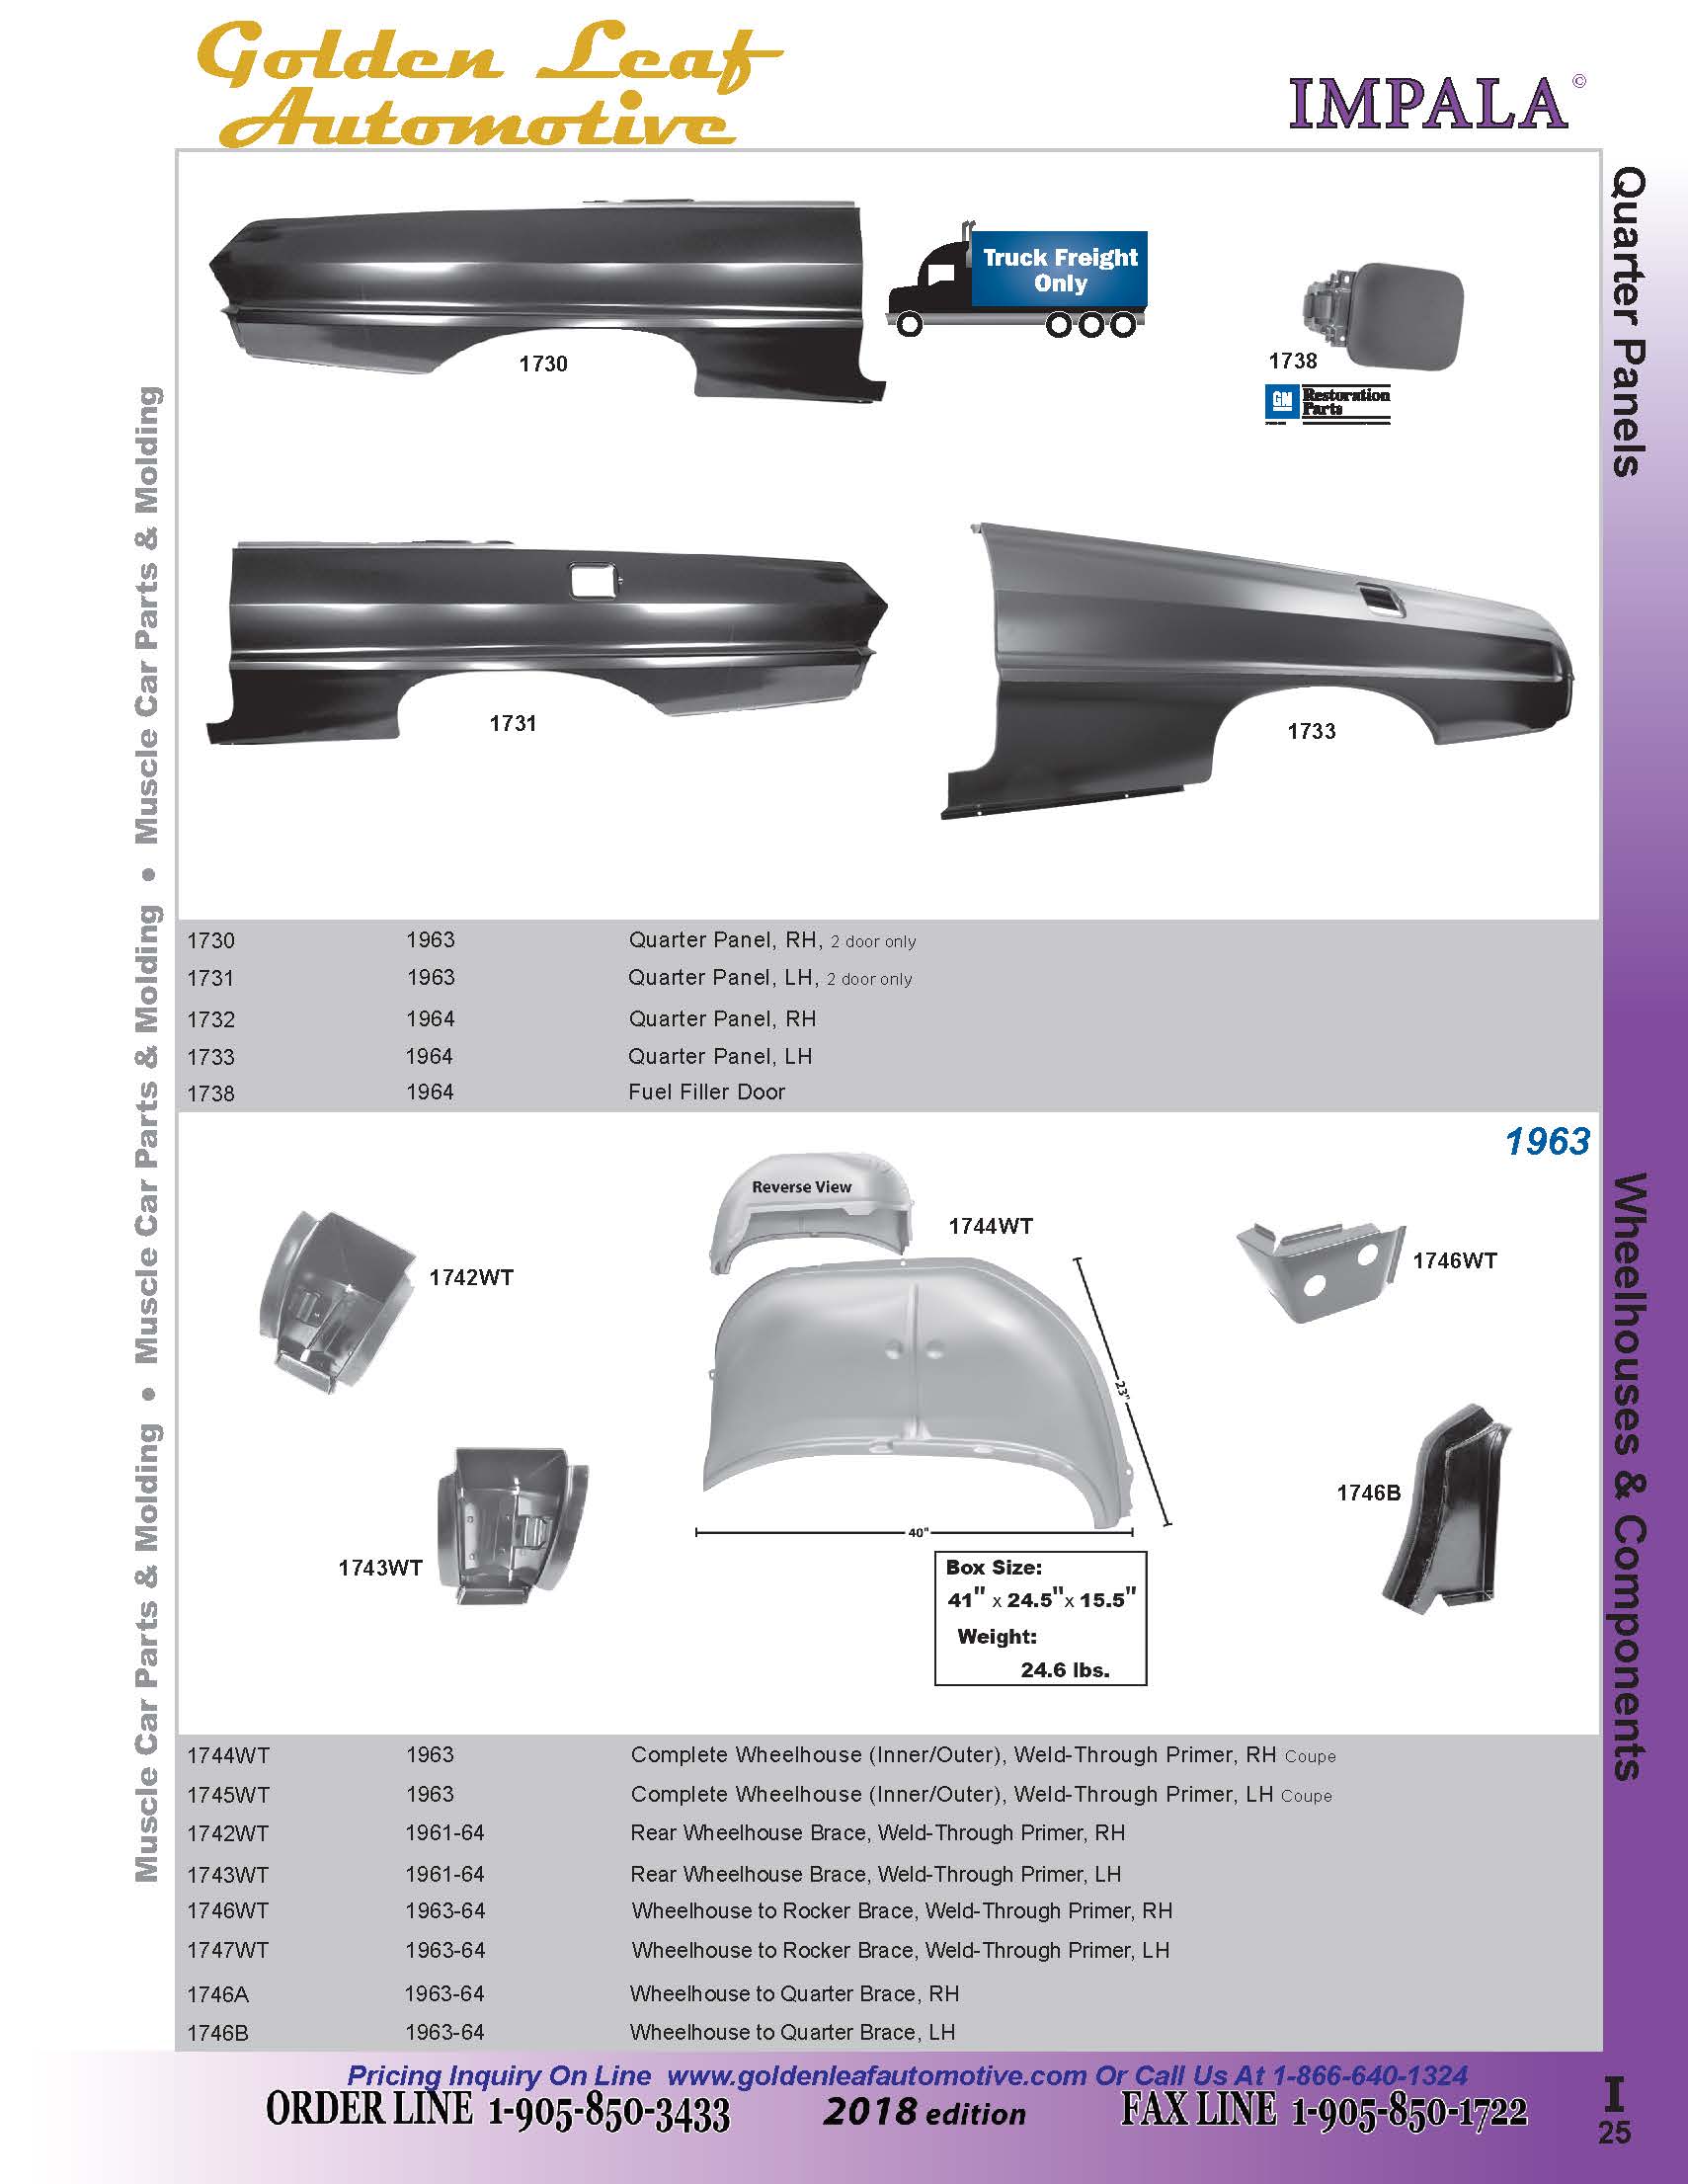 Golden Leaf
Automotive
IMPALA©
Quarter Panels
Truck Freight
Only
1730
1738
GM Restoration
Parts
1731
1733
Muscle Car Parts & Molding • Muscle Car Parts & Molding • Muscle Car Parts & Molding
1730 1963 Quarter Panel, RH, 2 door only
1731 1963 Quarter Panel, LH, 2 door only
1732 1964 Quarter Panel, RH
1733 1964 Quarter Panel, LH
1738 1964 Fuel Filler Door
1963
Wheelhouses & Components
Reverse View
1744WT
1742WT
1746WT
23"
1746B
40"
1743WT
Box Size:
41" x 24.5" x 15.5"
Weight:
24.6 lbs.
1744WT 1963 Complete Wheelhouse (Inner/Outer), Weld-Through Primer, RH Coupe
1745WT 1963 Complete Wheelhouse (Inner/Outer), Weld-Through Primer, LH Coupe
1742WT 1961-64 Rear Wheelhouse Brace, Weld-Through Primer, RH
1743WT 1961-64 Rear Wheelhouse Brace, Weld-Through Primer, LH
1746WT 1963-64 Wheelhouse to Rocker Brace, Weld-Through Primer, RH
1747WT 1963-64 Wheelhouse to Rocker Brace, Weld-Through Primer, LH
1746A 1963-64 Wheelhouse to Quarter Brace, RH
1746B 1963-64 Wheelhouse to Quarter Brace, LH
Pricing Inquiry On Line www.goldenleafautomotive.com Or Call Us At 1-866-640-1324
ORDER LINE 1-905-850-3433 2018 edition FAX LINE 1-905-850-1722
I
25